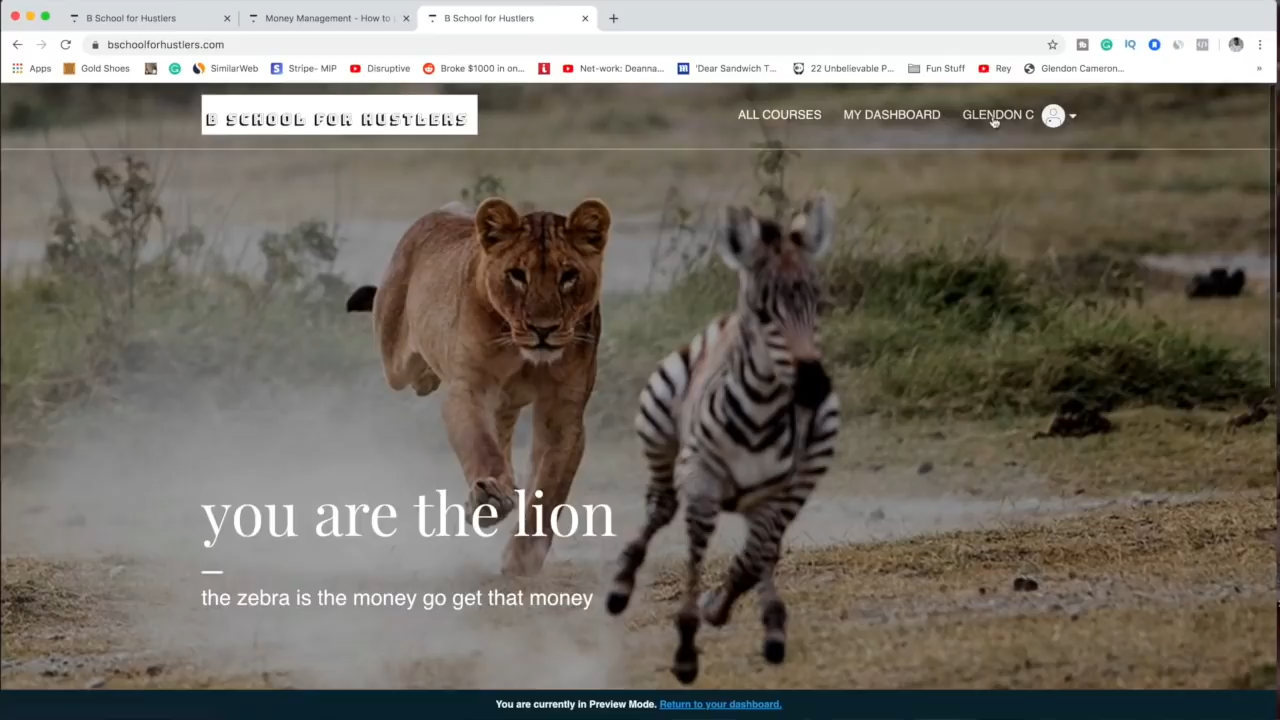 B School for Hustlers
Money Management - How to
B School for Hustlers
bschoolforhustlers.com
IQ
Apps
Gold Shoes
SimilarWeb
Stripe- MIP
Disruptive
Broke $1000 in on...
Net-work: Deanna...
'Dear Sandwich T...
22 Unbelievable P...
Fun Stuff
Rey
Glendon Cameron...
»
B SCHOOL FOR HUSTLERS
ALL COURSES
MY DASHBOARD
GLENDON C
you are the lion
the zebra is the money go get that money
You are currently in Preview Mode. Return to your dashboard.